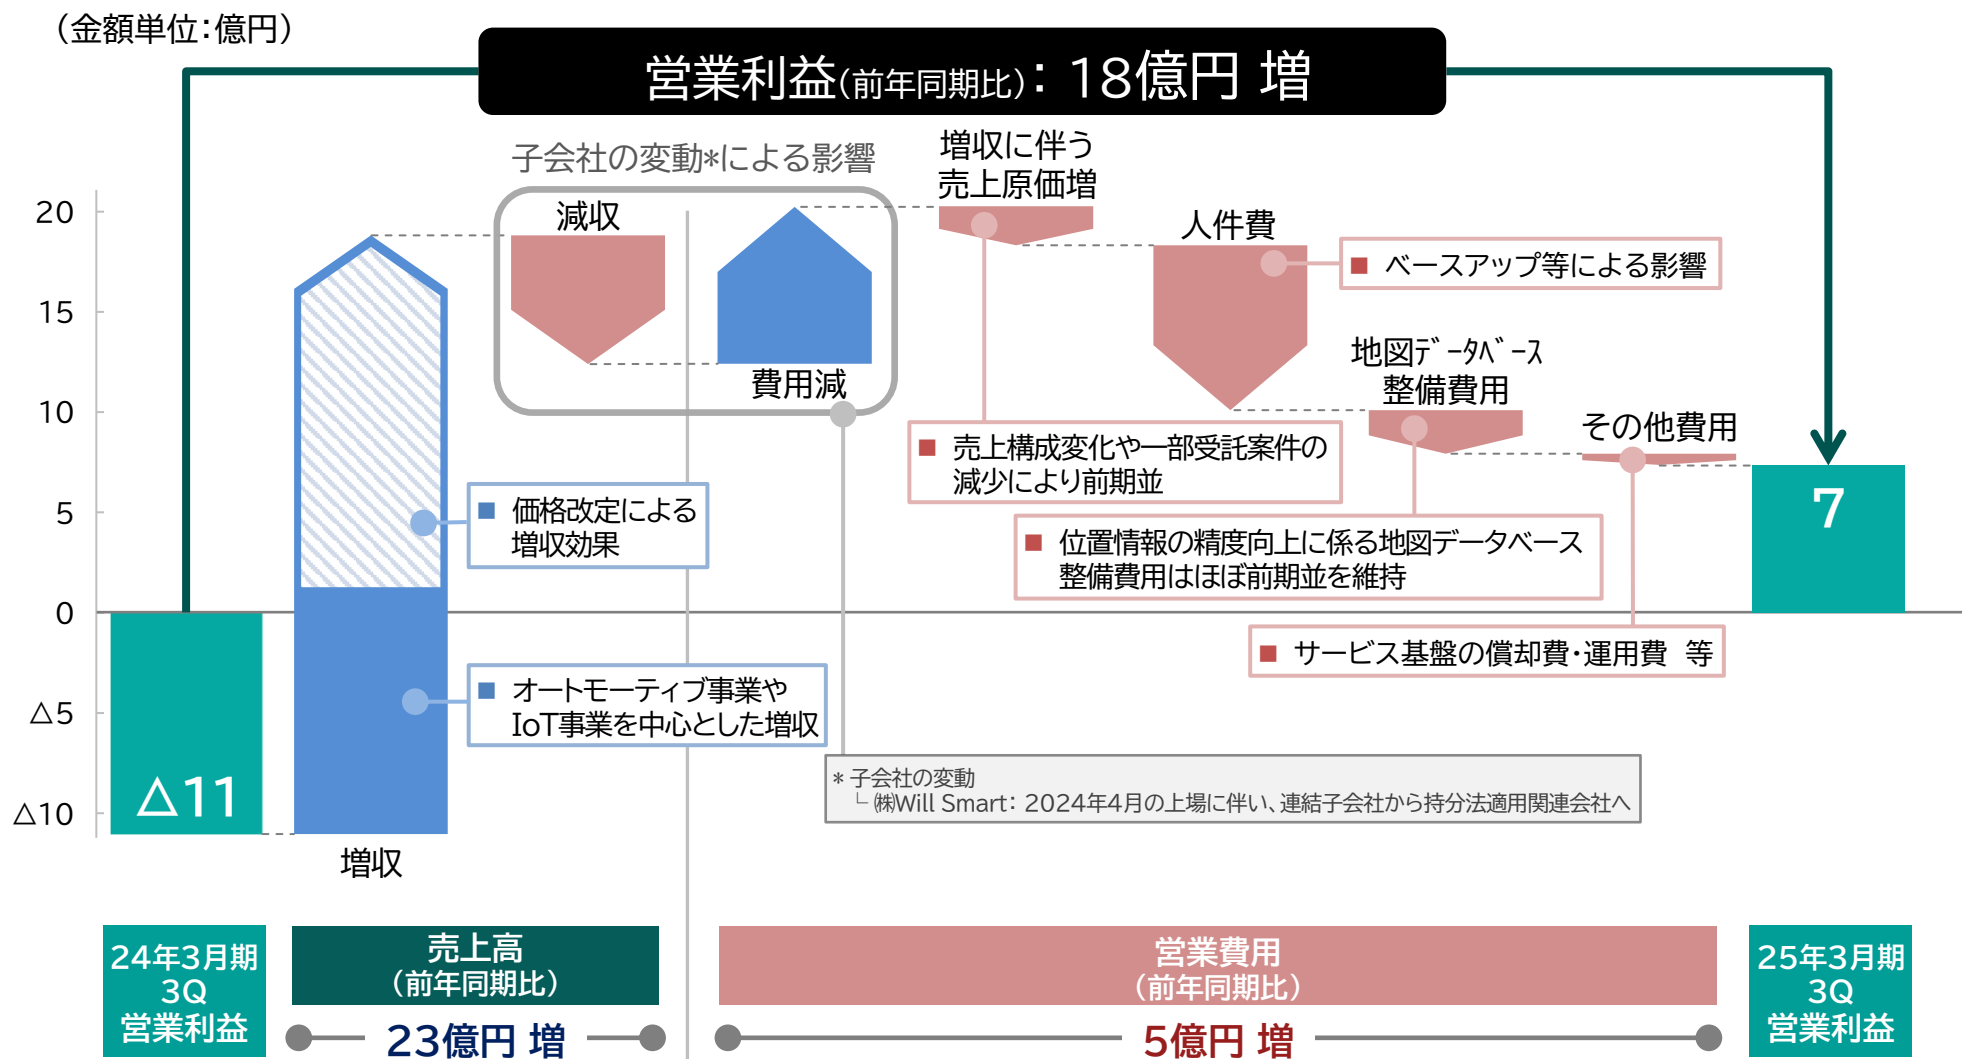 （金額単位：億円）
営業利益（前年同期比）：18億円 増
子会社の変動*による影響
減収
費用減
増収に伴う
売上原価増
人件費
■ ベースアップ等による影響
地図ﾃﾞｰﾀﾍﾞｰｽ
整備費用
その他費用
20
15
10
5
0
△5
△10
■ 売上構成変化や一部受託案件の
減少により前期並
■ 価格改定による
増収効果
■ 位置情報の精度向上に係る地図データベース
整備費用はほぼ前期並を維持
7
■ サービス基盤の償却費・運用費 等
■ オートモーティブ事業や
IoT事業を中心とした増収
△11
* 子会社の変動
└ ㈱Will Smart：2024年4月の上場に伴い、連結子会社から持分法適用関連会社へ
増収
24年3月期
3Q
営業利益
売上高
（前年同期比）
23億円 増
営業費用
（前年同期比）
5億円 増
25年3月期
3Q
営業利益